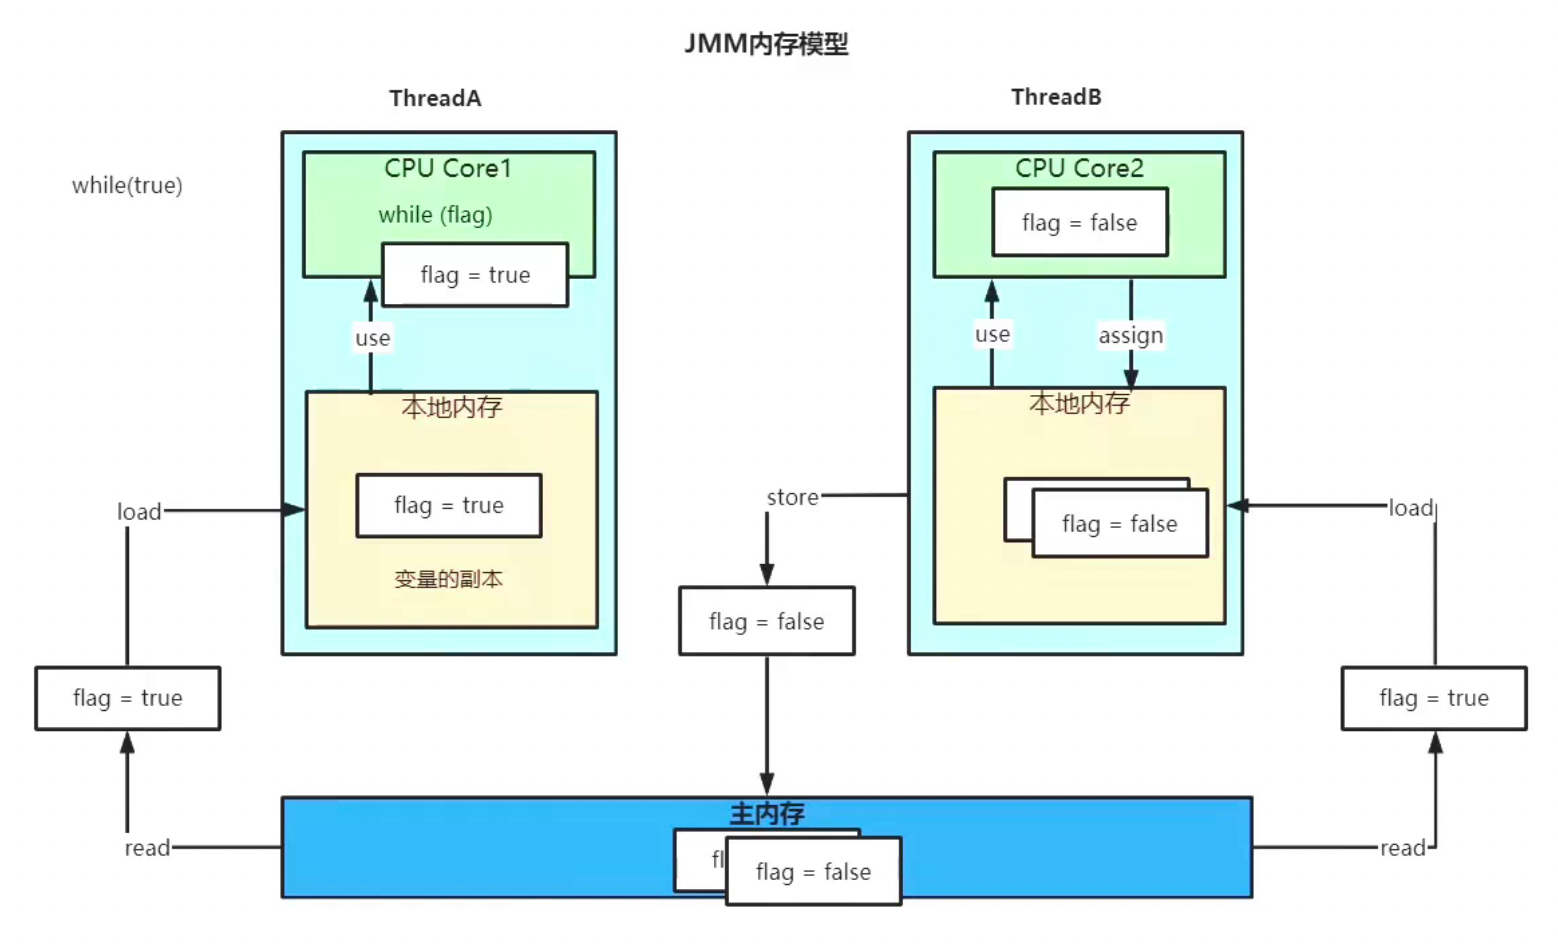 JMM内存模型
ThreadA
ThreadB
while(true)
CPU Core1
while (flag)
flag = true
use
本地内存
flag = true
变量的副本
CPU Core2
flag = false
use
assign
本地内存
flag = false
load
flag = true
read
store
flag = false
load
flag = true
read
主内存
fl
flag = false